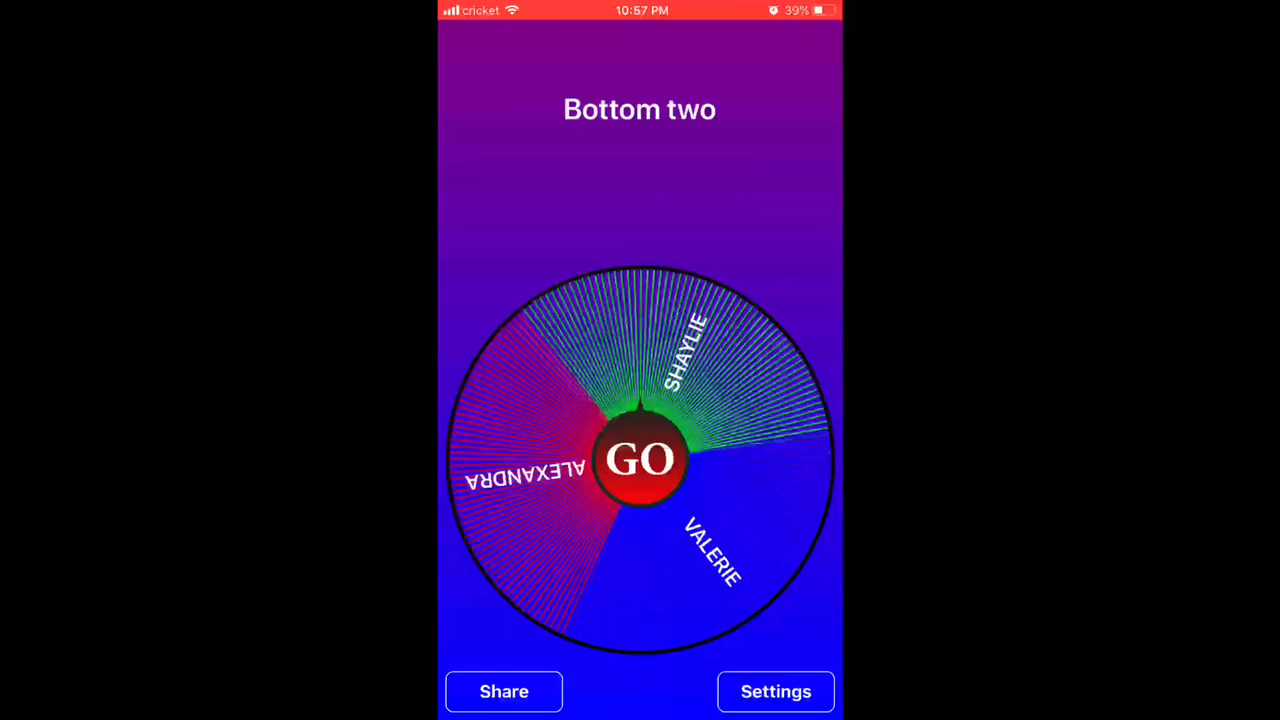 cricket 10:57 PM 39%
Bottom two
SHAYLIE
GO
ALEXANDRA
VALERIE
Share Settings